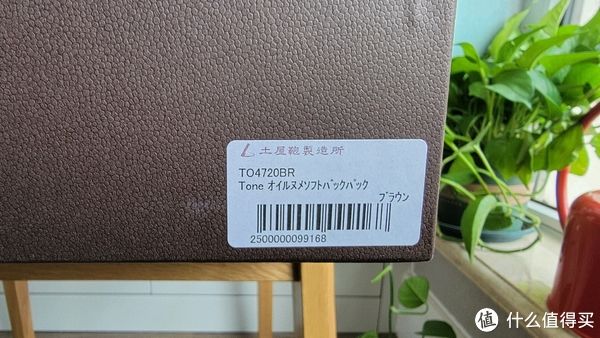 土屋鞄製造所
TO4720BR
Tone ｵｲﾙﾇﾒｿﾌﾄﾊﾞｯｸﾊﾟｯｸ
ﾌﾞﾗｳﾝ
2500000099168
值 什么值得买